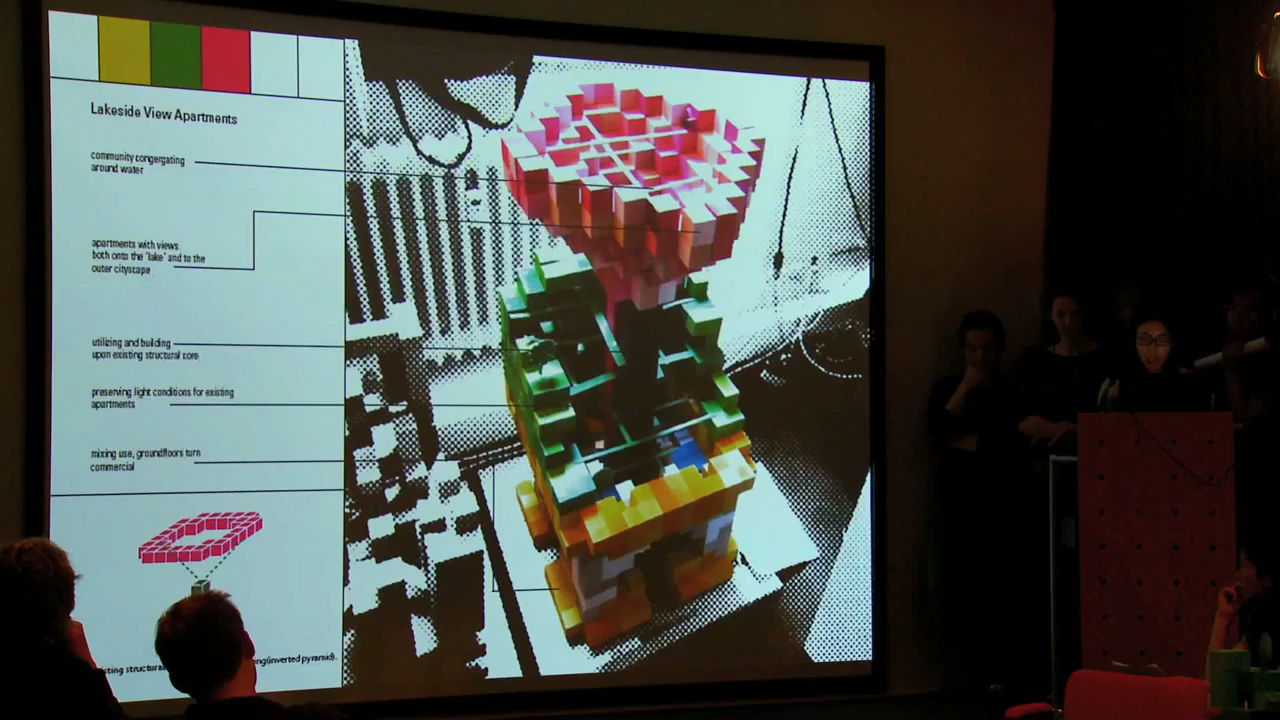 Lakeside View Apartments
community congergating
around water
apartments with views
both onto the 'lake' and to the
outer cityscape
utilizing and building
upon existing structural core
preserving light conditions for existing
apartments
mixing use, groundfloors turn
commercial
(inverted pyramid).